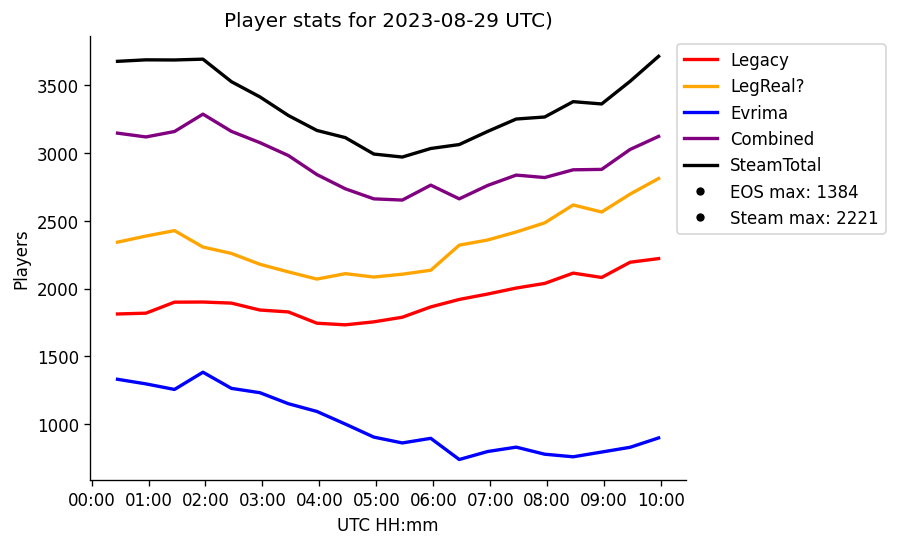 Player stats for 2023-08-29 UTC)
Legacy
LegReal?
Evrima
Combined
SteamTotal
EOS max: 1384
Steam max: 2221
Players
3500
3000
2500
2000
1500
1000
00:00 01:00 02:00 03:00 04:00 05:00 06:00 07:00 08:00 09:00 10:00
UTC HH:mm